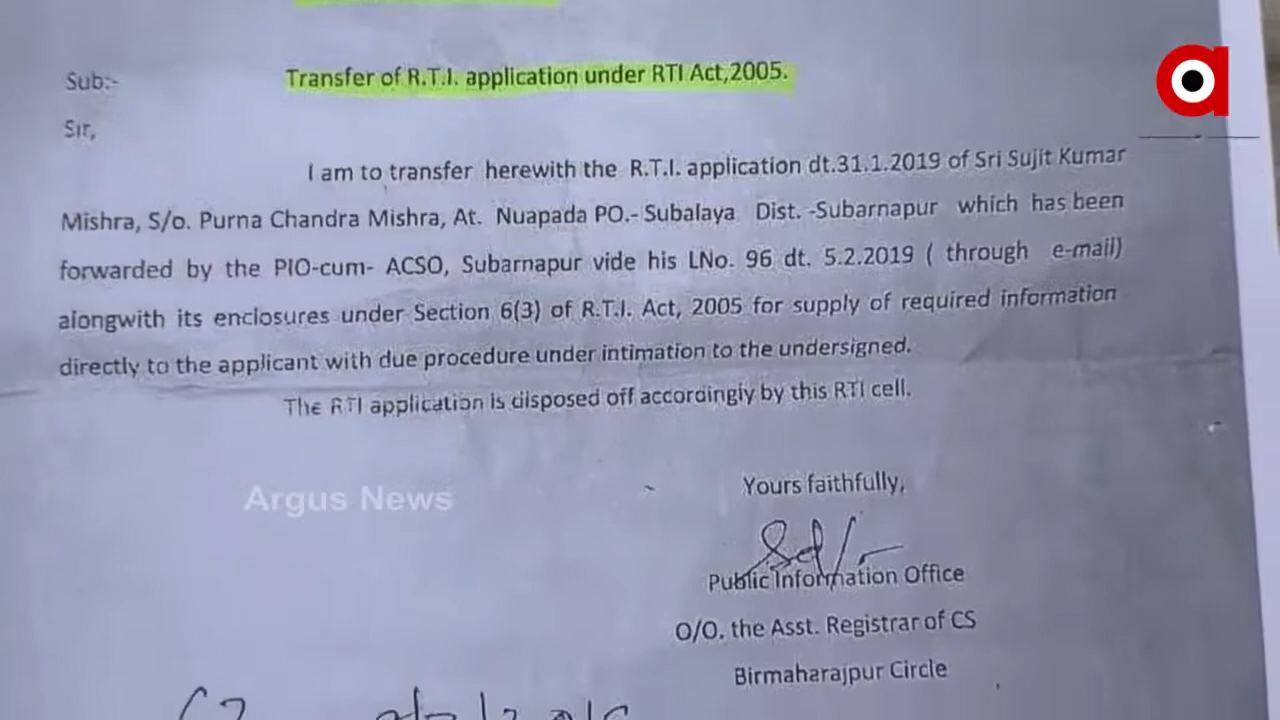 Sub:- Transfer of R.T.I. application under RTI Act,2005.
Sir,
I am to transfer herewith the R.T.I. application dt.31.1.2019 of Sri Sujit Kumar
Mishra, S/o. Purna Chandra Mishra, At. Nuapada PO.- Subalaya Dist. -Subarnapur which has been
forwarded by the PIO-cum- ACSO, Subarnapur vide his LNo. 96 dt. 5.2.2019 ( through e-mail)
alongwith its enclosures under Section 6(3) of R.T.I. Act, 2005 for supply of required information
directly to the applicant with due procedure under intimation to the undersigned.
The RTI application is disposed off accordingly by this RTI cell.
Argus News
Yours faithfully,
Sd/-
Public Information Office
O/O. the Asst. Registrar of CS
Birmaharajpur Circle